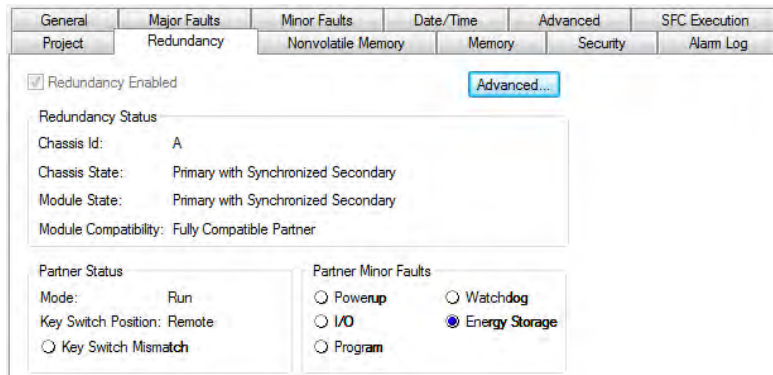 General Major Faults Minor Faults Date/Time Advanced SFC Execution
Project Redundancy Nonvolatile Memory Memory Security Alarm Log
Redundancy Enabled Advanced...
Redundancy Status
Chassis Id: A
Chassis State: Primary with Synchronized Secondary
Module State: Primary with Synchronized Secondary
Module Compatibility: Fully Compatible Partner
Partner Status Partner Minor Faults
Mode: Run Powerup Watchdog
Key Switch Position: Remote I/O Energy Storage
Key Switch Mismatch Program